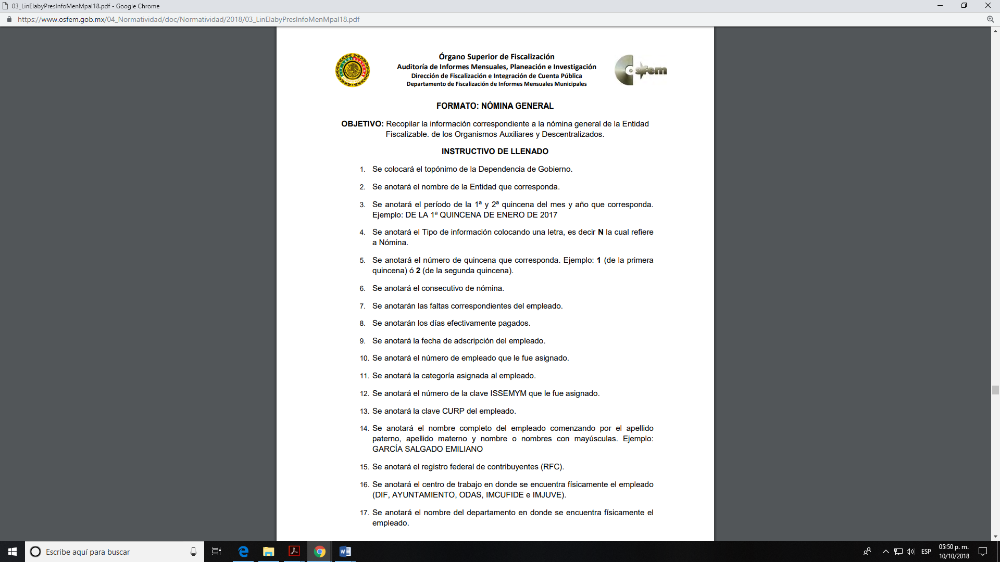 03_LinElabyPresInfoMenMpal18.pdf - Google Chrome
https://www.osfem.gob.mx/04_Normatividad/doc/Normatividad/2018/03_LinElabyPresInfoMenMpal18.pdf
Órgano Superior de Fiscalización
Auditoría de Informes Mensuales, Planeación e Investigación
Dirección de Fiscalización e Integración de Cuenta Pública
Departamento de Fiscalización de Informes Mensuales Municipales
osfem
FORMATO: NÓMINA GENERAL
OBJETIVO: Recopilar la información correspondiente a la nómina general de la Entidad
Fiscalizable. de los Organismos Auxiliares y Descentralizados.
INSTRUCTIVO DE LLENADO
1. Se colocará el topónimo de la Dependencia de Gobierno.
2. Se anotará el nombre de la Entidad que corresponda.
3. Se anotará el período de la 1ª y 2ª quincena del mes y año que corresponda.
Ejemplo: DE LA 1ª QUINCENA DE ENERO DE 2017
4. Se anotará el Tipo de información colocando una letra, es decir N la cual refiere
a Nómina.
5. Se anotará el número de quincena que corresponda. Ejemplo: 1 (de la primera
quincena) ó 2 (de la segunda quincena).
6. Se anotará el consecutivo de nómina.
7. Se anotarán las faltas correspondientes del empleado.
8. Se anotarán los días efectivamente pagados.
9. Se anotará la fecha de adscripción del empleado.
10. Se anotará el número de empleado que le fue asignado.
11. Se anotará la categoría asignada al empleado.
12. Se anotará el número de la clave ISSEMYM que le fue asignado.
13. Se anotará la clave CURP del empleado.
14. Se anotará el nombre completo del empleado comenzando por el apellido
paterno, apellido materno y nombre o nombres con mayúsculas. Ejemplo:
GARCÍA SALGADO EMILIANO
15. Se anotará el registro federal de contribuyentes (RFC).
16. Se anotará el centro de trabajo en donde se encuentra físicamente el empleado
(DIF, AYUNTAMIENTO, ODAS, IMCUFIDE e IMJUVE).
17. Se anotará el nombre del departamento en donde se encuentra físicamente el
empleado.
Escribe aquí para buscar
ESP
05:50 p. m.
10/10/2018